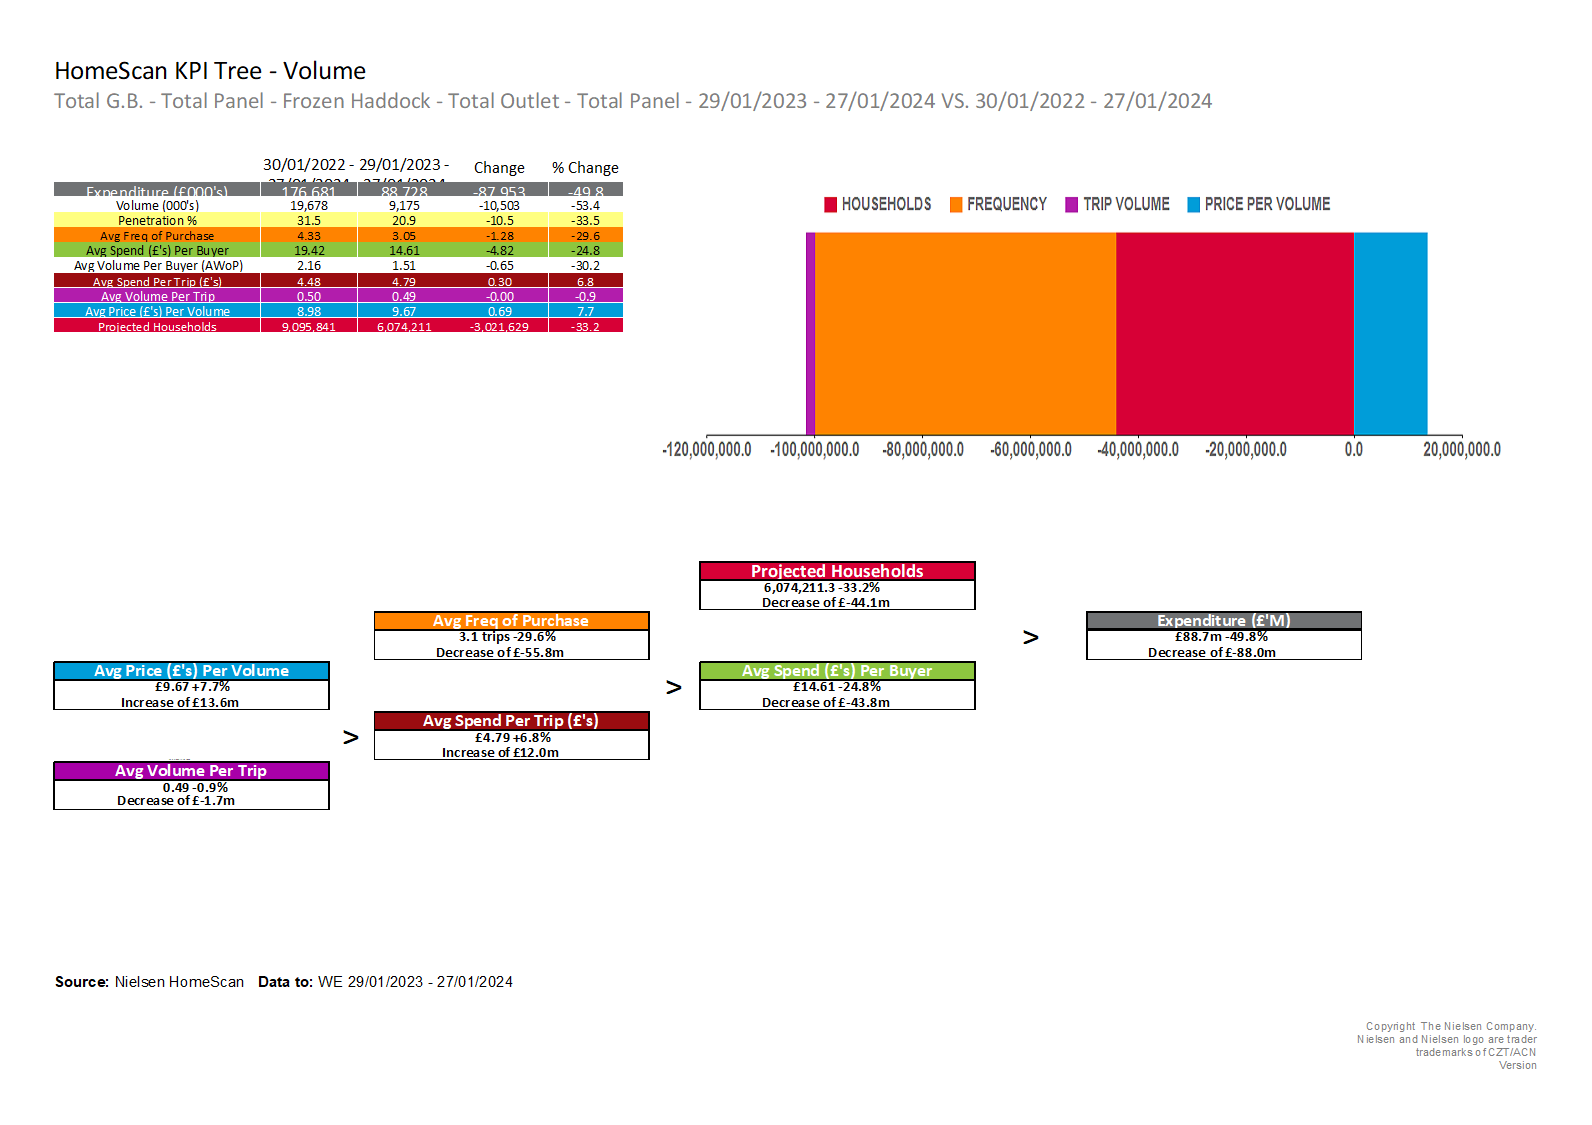 HomeScan KPI Tree - Volume
Total G.B. - Total Panel - Frozen Haddock - Total Outlet - Total Panel - 29/01/2023 - 27/01/2024 VS. 30/01/2022 - 27/01/2024
30/01/2022 - 29/01/2023 - Change % Change
27/01/2024 27/01/2024
Expenditure (£000's) 176,681 88,728 -87,953 -49.8
Volume (000's) 19,678 9,175 -10,503 -53.4
Penetration % 31.5 20.9 -10.5 -33.5
Avg Freq of Purchase 4.33 3.05 -1.28 -29.6
Avg Spend (£'s) Per Buyer 19.42 14.61 -4.82 -24.8
Avg Volume Per Buyer (AWoP) 2.16 1.51 -0.65 -30.2
Avg Spend Per Trip (£'s) 4.48 4.79 0.30 6.8
Avg Volume Per Trip 0.50 0.49 -0.00 -0.9
Avg Price (£'s) Per Volume 8.98 9.67 0.69 7.7
Projected Households 9,095,841 6,074,211 -3,021,629 -33.2
HOUSEHOLDS FREQUENCY TRIP VOLUME PRICE PER VOLUME
-120,000,000.0 -100,000,000.0 -80,000,000.0 -60,000,000.0 -40,000,000.0 -20,000,000.0 0.0 20,000,000.0
Projected Households
6,074,211.3 -33.2%
Decrease of £-44.1m
Avg Freq of Purchase
3.1 trips -29.6%
Decrease of £-55.8m
>
Expenditure (£'M)
£88.7m -49.8%
Decrease of £-88.0m
Avg Price (£'s) Per Volume
£9.67 +7.7%
Increase of £13.6m
>
Avg Spend (£'s) Per Buyer
£14.61 -24.8%
Decrease of £-43.8m
>
Avg Spend Per Trip (£'s)
£4.79 +6.8%
Increase of £12.0m
Avg Volume Per Trip
0.49 -0.9%
Decrease of £-1.7m
Source: Nielsen HomeScan Data to: WE 29/01/2023 - 27/01/2024
Copyright The Nielsen Company.
Nielsen and Nielsen logo are trader
trademarks of CZT/ACN
Version